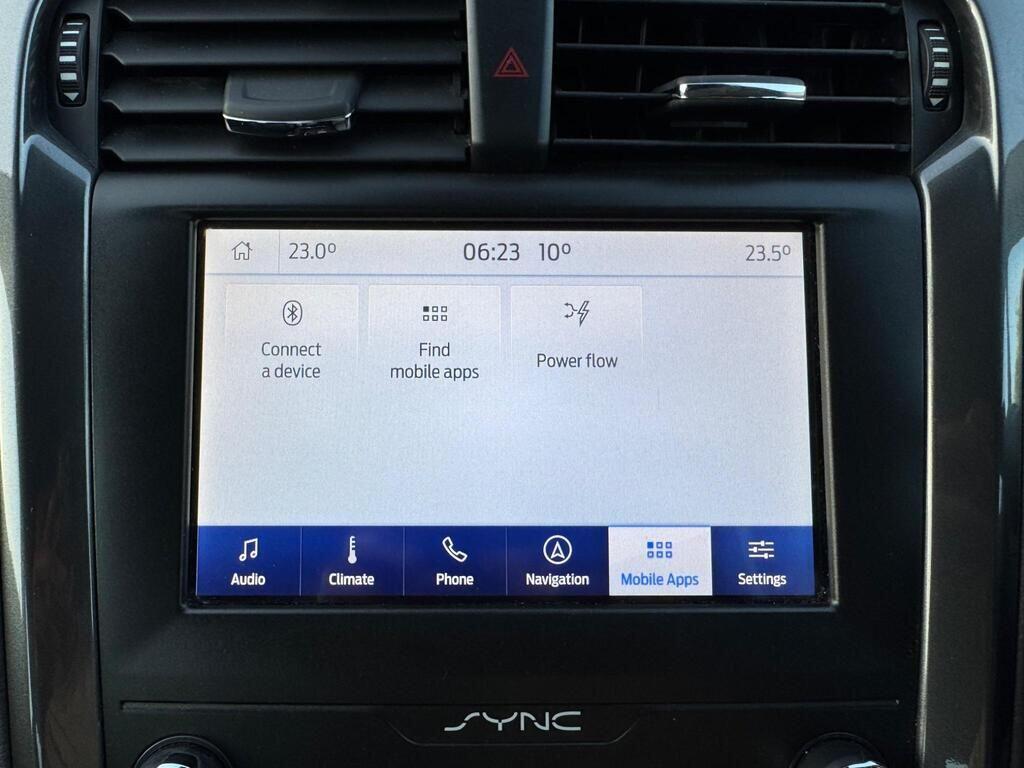 23.0° 06:23 10° 23.5°
Connect
a device
Find
mobile apps
Power flow
Audio Climate Phone Navigation Mobile Apps Settings
SYNC